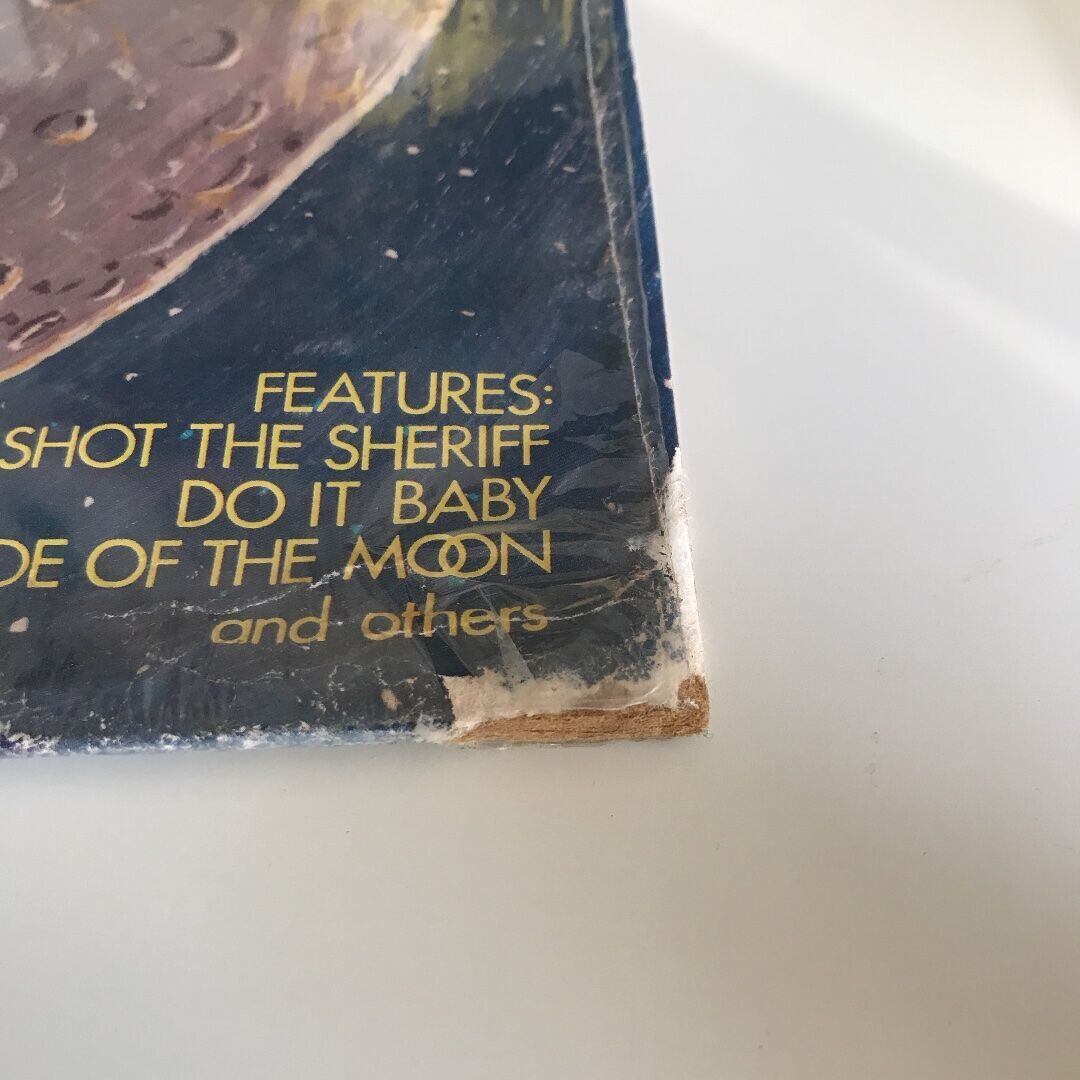 FEATURES:
SHOT THE SHERIFF
DO IT BABY
DE OF THE MOON
and others